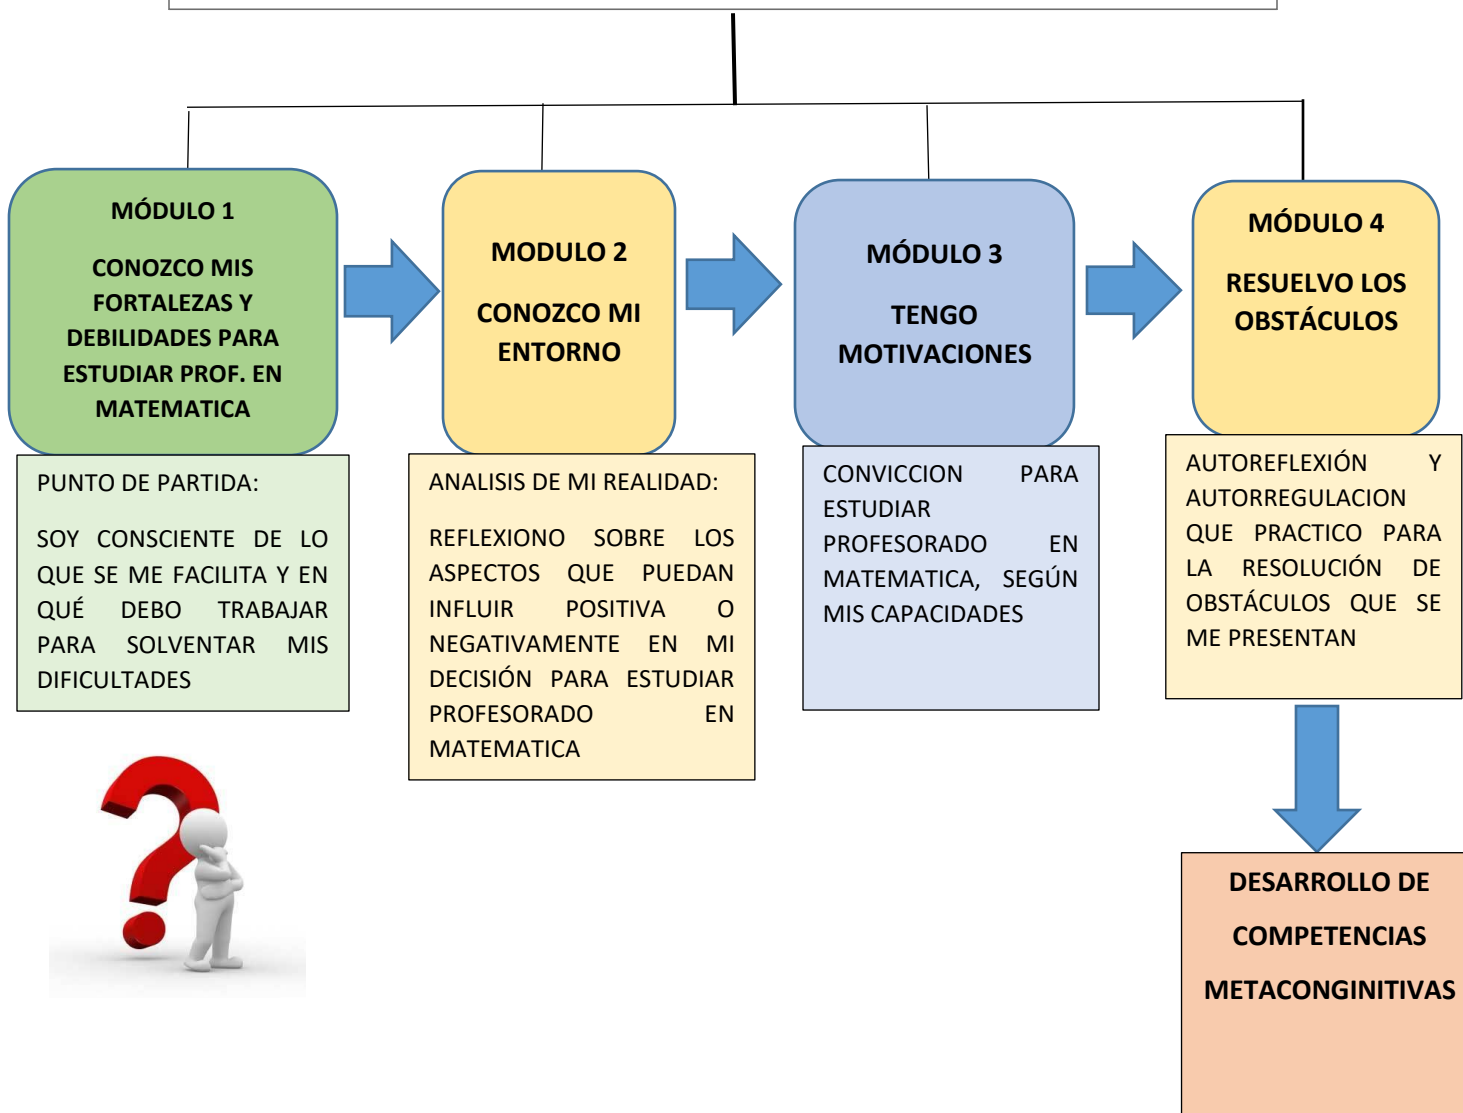 MÓDULO 1
CONOZCO MIS
FORTALEZAS Y
DEBILIDADES PARA
ESTUDIAR PROF. EN
MATEMATICA
MODULO 2
CONOZCO MI
ENTORNO
MÓDULO 3
TENGO
MOTIVACIONES
MÓDULO 4
RESUELVO LOS
OBSTÁCULOS
PUNTO DE PARTIDA:
SOY CONSCIENTE DE LO
QUE SE ME FACILITA Y EN
QUÉ DEBO TRABAJAR
PARA SOLVENTAR MIS
DIFICULTADES
ANALISIS DE MI REALIDAD:
REFLEXIONO SOBRE LOS
ASPECTOS QUE PUEDAN
INFLUIR POSITIVA O
NEGATIVAMENTE EN MI
DECISIÓN PARA ESTUDIAR
PROFESORADO EN
MATEMATICA
CONVICCION PARA
ESTUDIAR
PROFESORADO EN
MATEMATICA, SEGÚN
MIS CAPACIDADES
AUTOREFLEXIÓN Y
AUTORREGULACION
QUE PRACTICO PARA
LA RESOLUCIÓN DE
OBSTÁCULOS QUE SE
ME PRESENTAN
DESARROLLO DE
COMPETENCIAS
METACONGINITIVAS